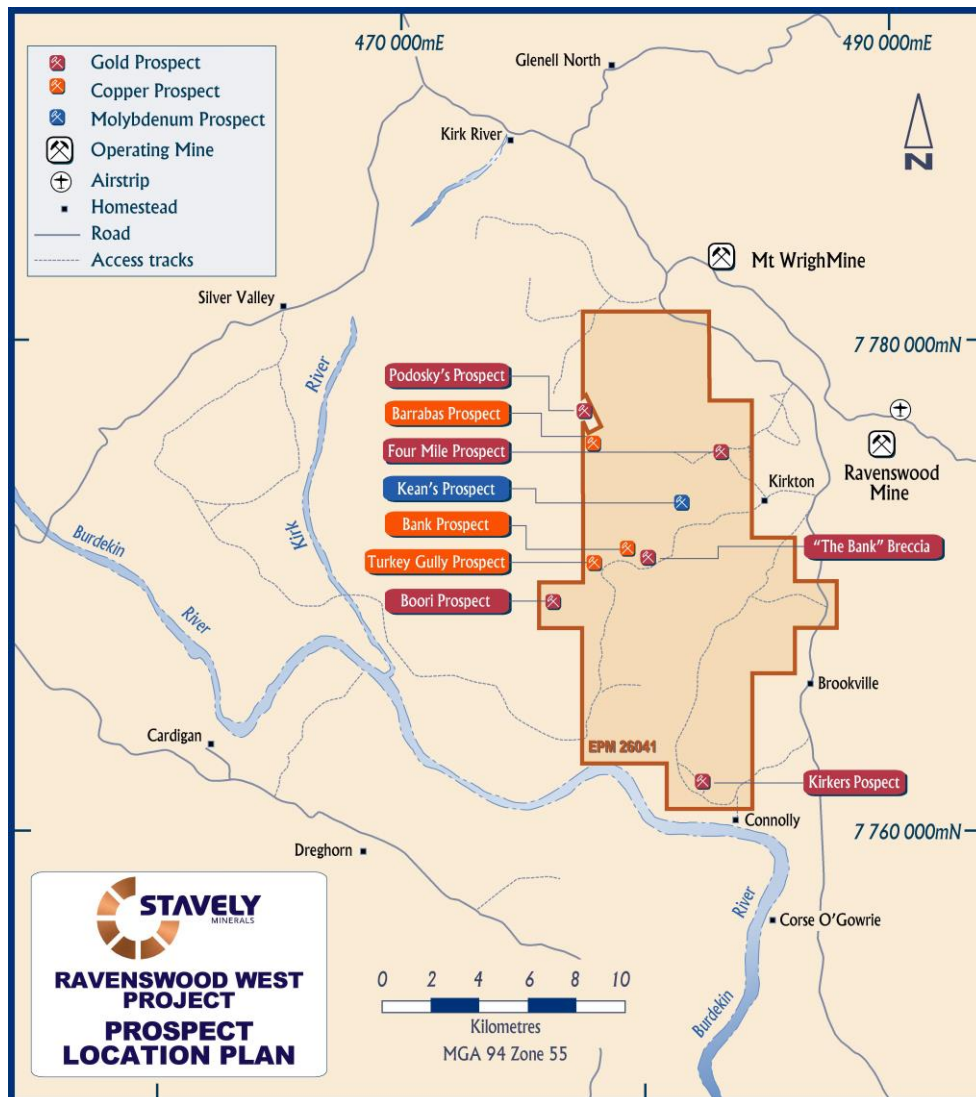 470 000mE
490 000mE
Gold Prospect
Copper Prospect
Molybdenum Prospect
Operating Mine
Airstrip
Homestead
Road
Access tracks
Glenell North
Kirk River
N
Mt WrighMine
Silver Valley
7 780 000mN
River
Podosky's Prospect
Barrabas Prospect
Four Mile Prospect
Ravenswood
Mine
Kean's Prospect
Kirkton
Bank Prospect
Kirk
Burdekin
"The Bank" Breccia
Turkey Gully Prospect
Boori Prospect
River
Brookville
Cardigan
EPM 26041
Kirkers Pospect
Connolly
7 760 000mN
Dreghorn
River
Corse O'Gowrie
Burdekin
STAVELY
MINERALS
RAVENSWOOD WEST
PROJECT
PROSPECT
LOCATION PLAN
0 2 4 6 8 10
Kilometres
MGA 94 Zone 55